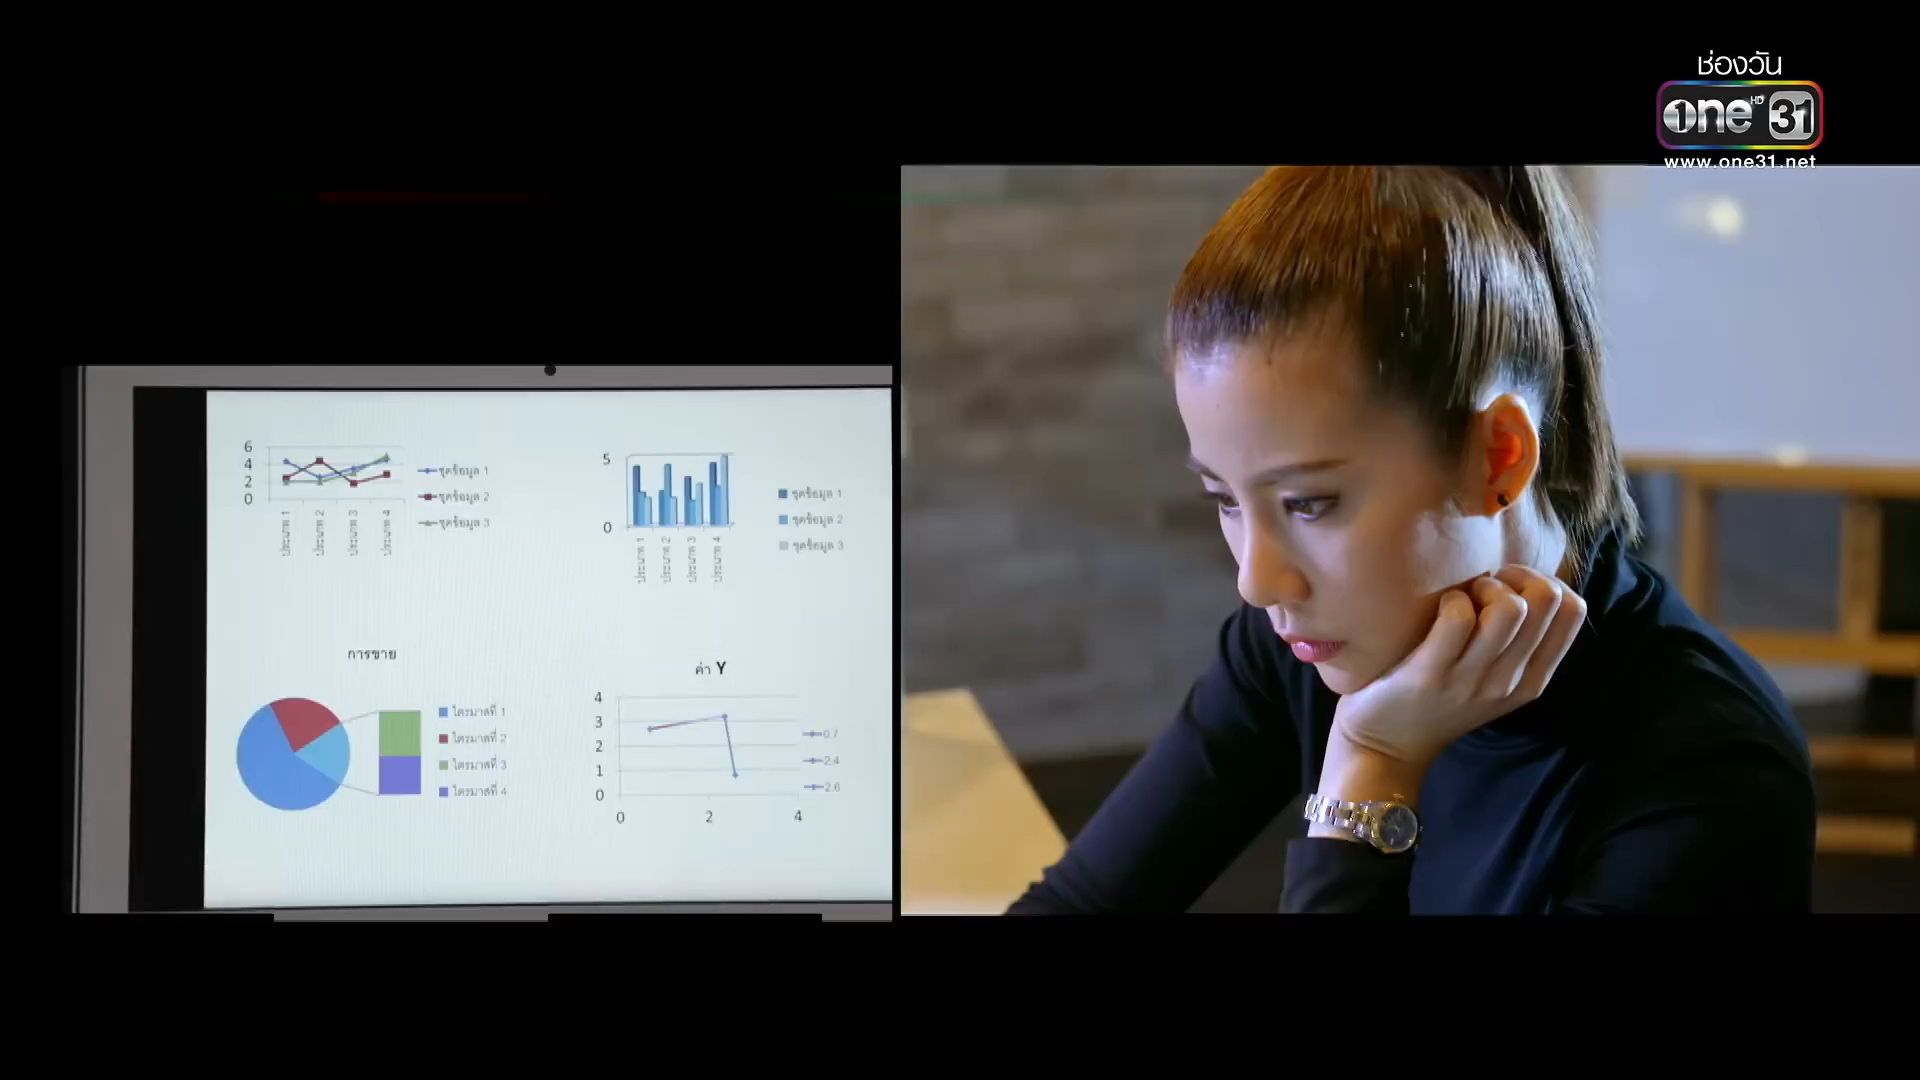 ช่องวัน
one HD 31
www.one31.net
6
4
2
0
ประเภท 1
ประเภท 2
ประเภท 3
ประเภท 4
ชุดข้อมูล 1
ชุดข้อมูล 2
ชุดข้อมูล 3
5
0
ประเภท 1
ประเภท 2
ประเภท 3
ประเภท 4
ชุดข้อมูล 1
ชุดข้อมูล 2
ชุดข้อมูล 3
การขาย
ไตรมาสที่ 1
ไตรมาสที่ 2
ไตรมาสที่ 3
ไตรมาสที่ 4
ค่า Y
4
3
2
1
0
0 2 4
0.7
2.4
2.6